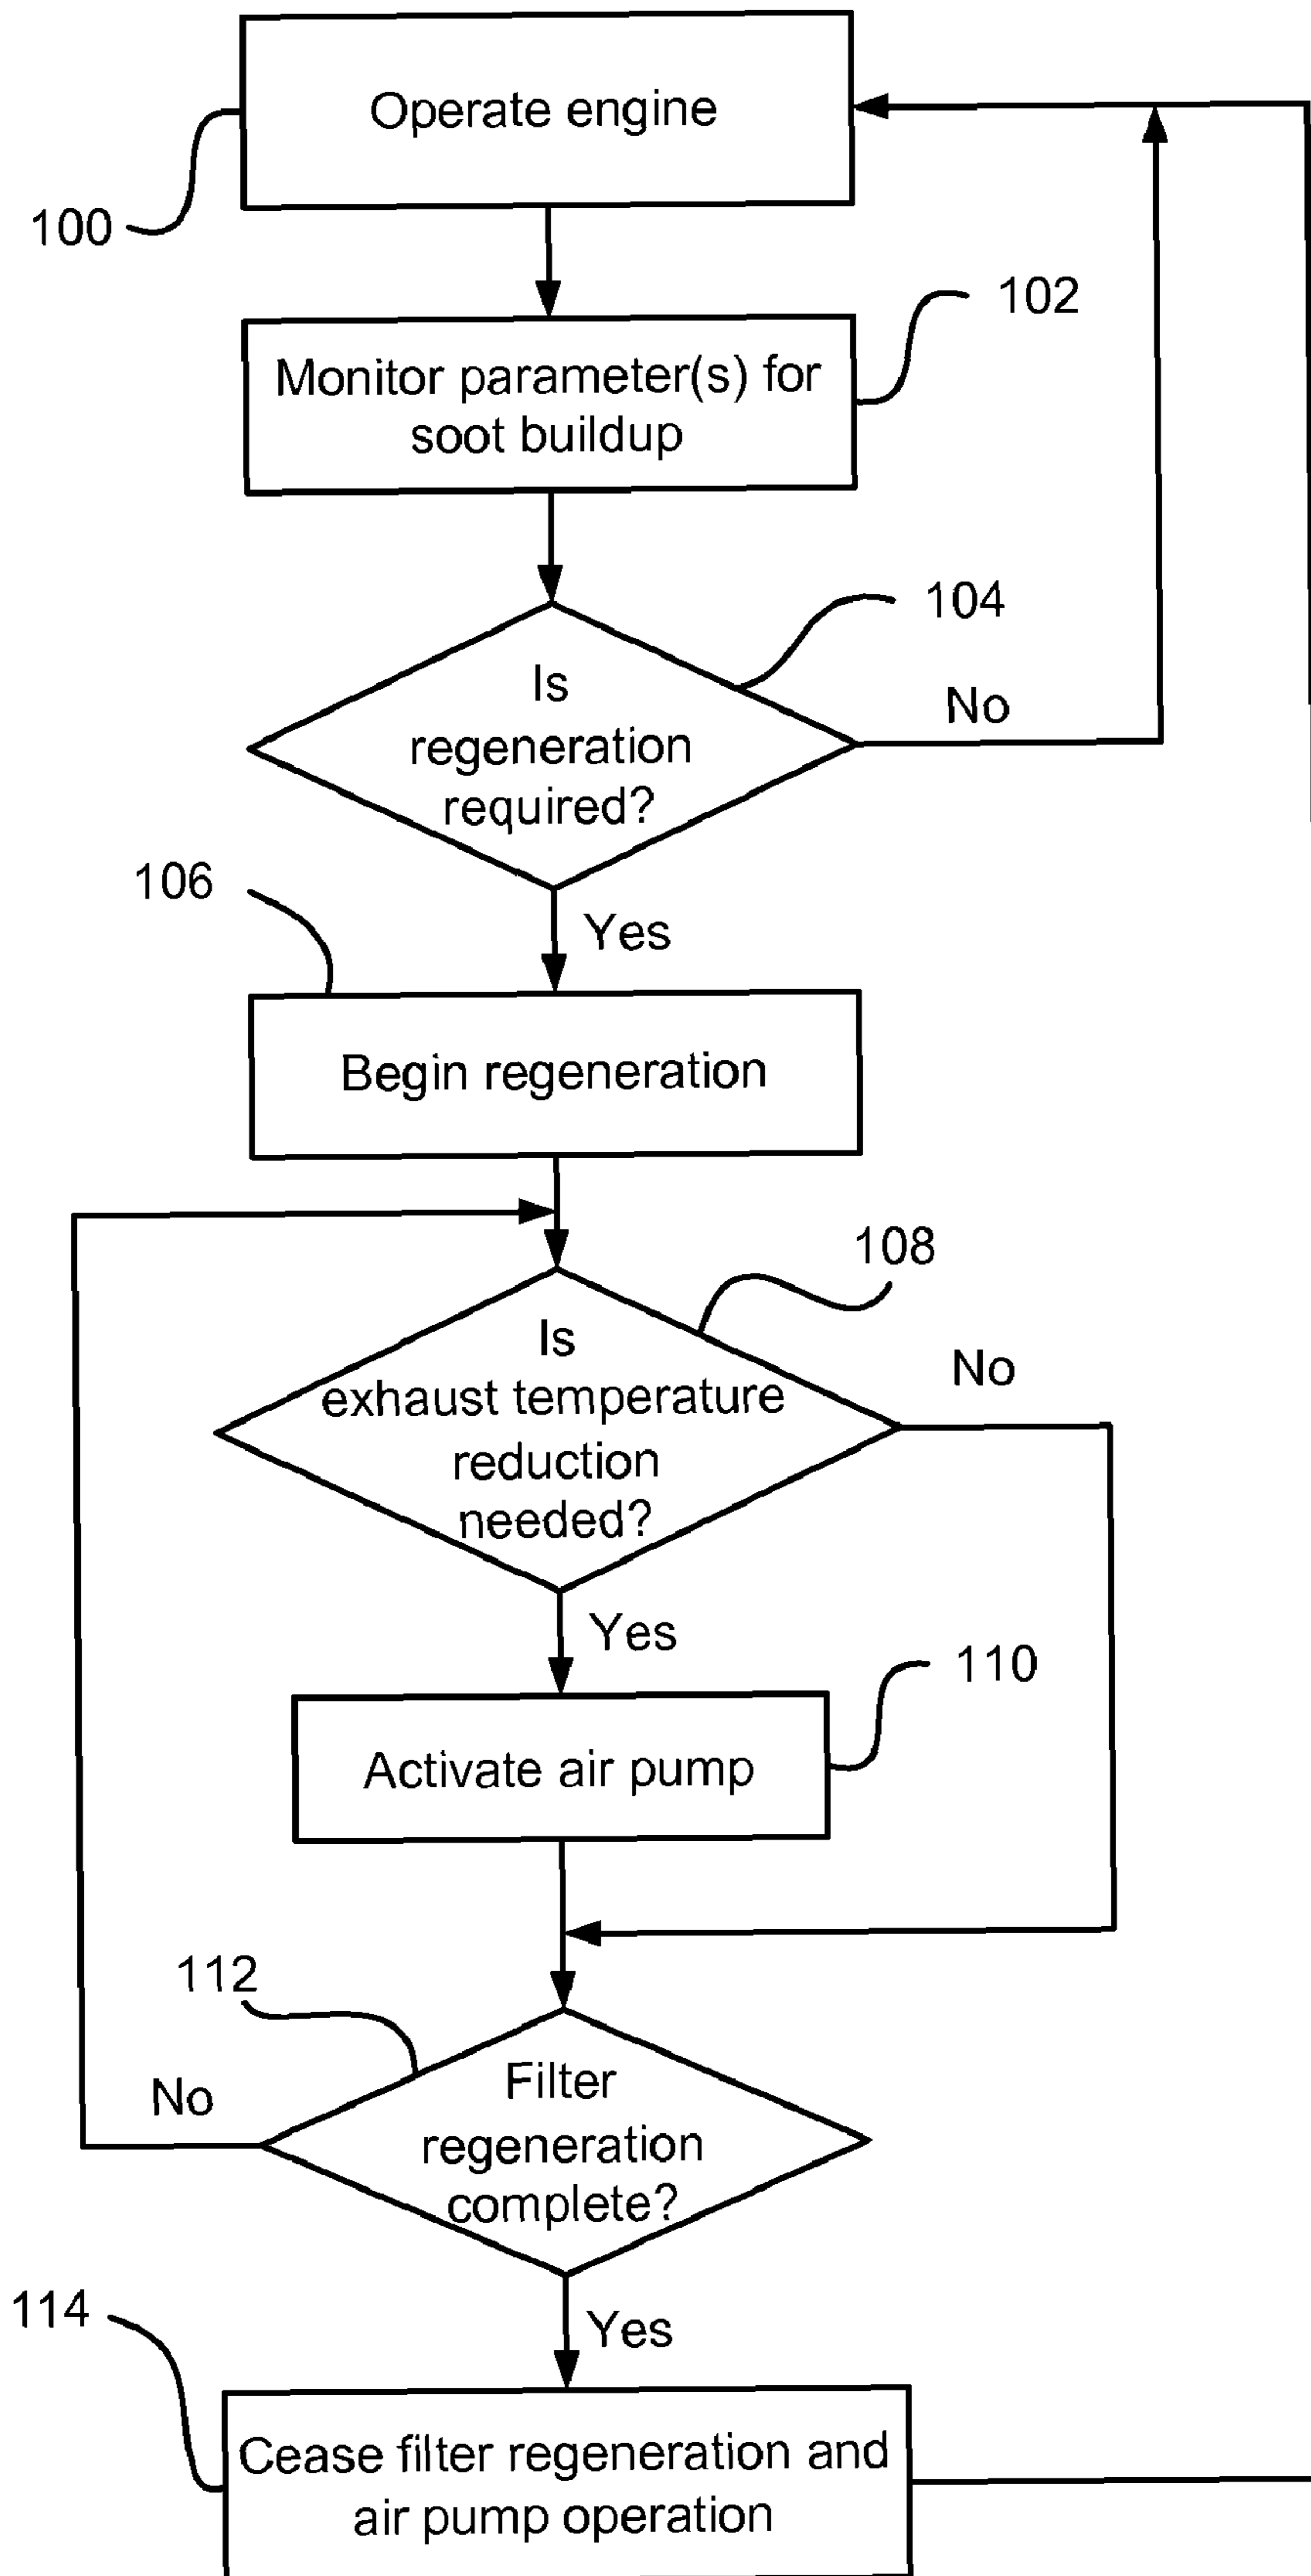 Operate engine
100
102
Monitor parameter(s) for
soot buildup
104
Is
regeneration
required?
No
106
Yes
Begin regeneration
108
Is
exhaust temperature
reduction
needed?
No
Yes
110
Activate air pump
112
Filter
regeneration
complete?
No
114
Yes
Cease filter regeneration and
air pump operation